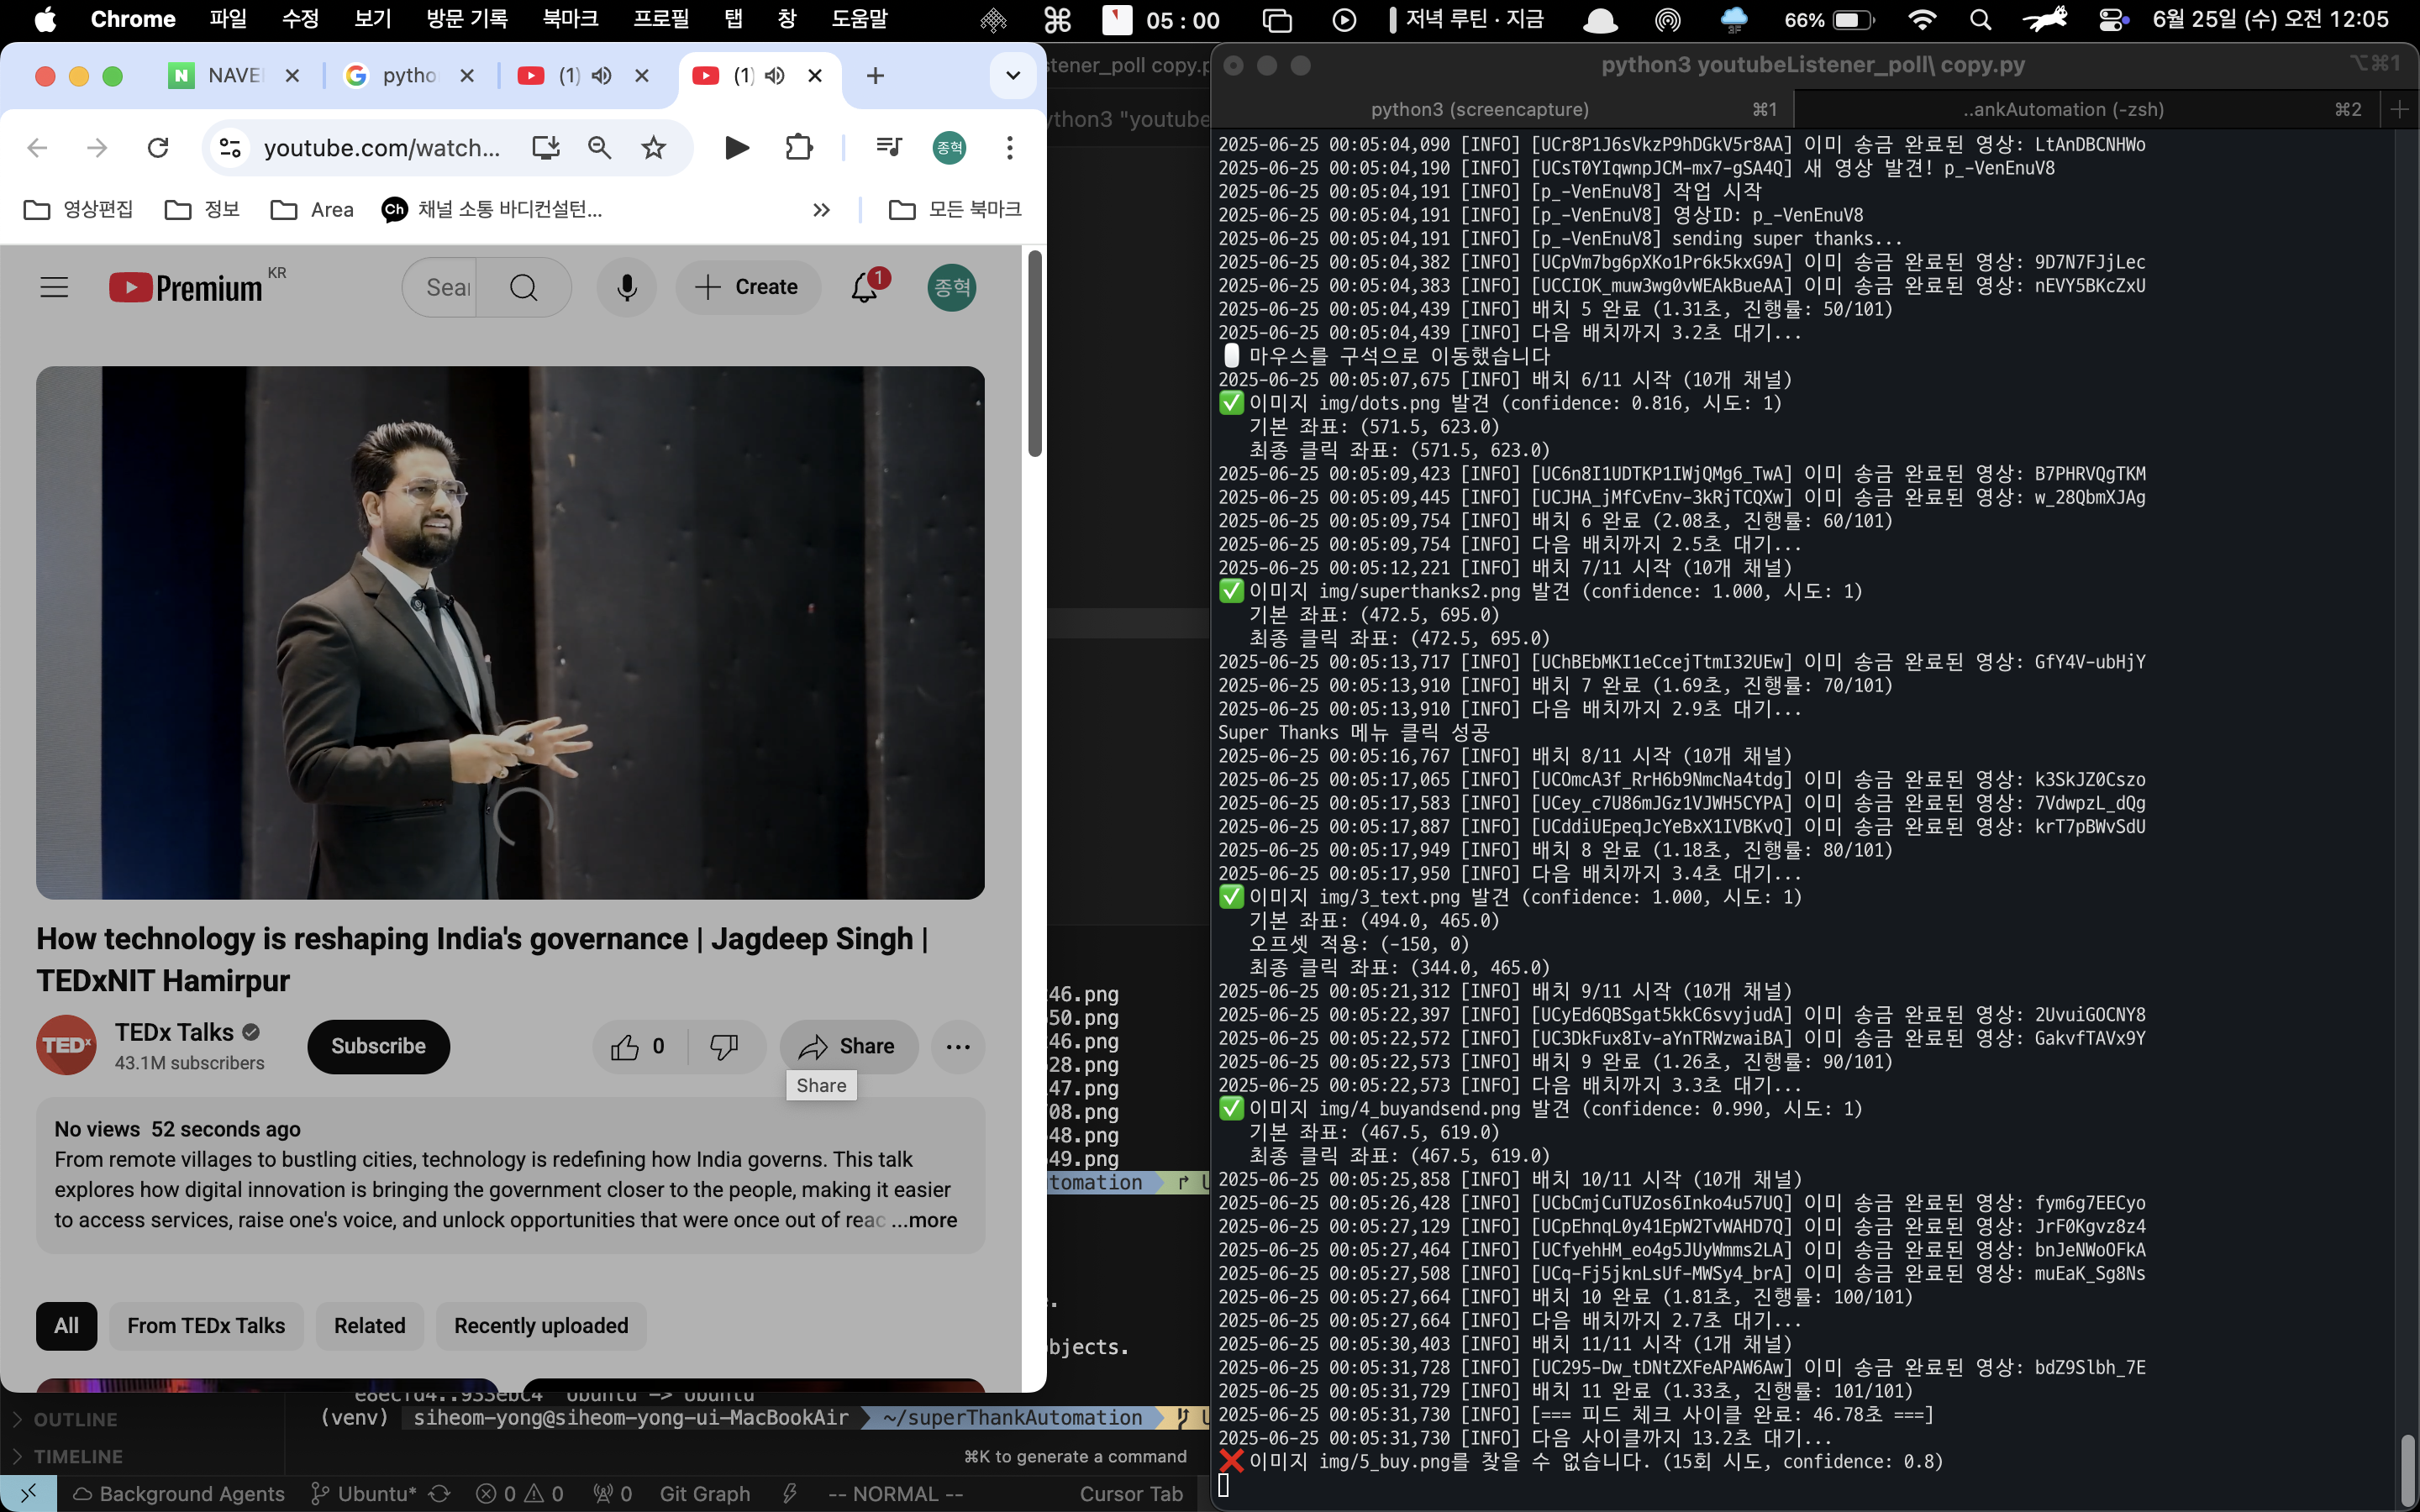 Chrome 파일 수정 보기 방문 기록 북마크 프로필 탭 창 도움말 05 : 00 저녁 루틴 · 지금 66% 6월 25일 (수) 오전 12:05
NAVE pytho (1) (1)
youtube.com/watch... 종혁
영상편집 정보 Area Ch 채널 소통 바디컨설턴... 모든 북마크
Premium KR Sear Create 1 종혁
How technology is reshaping India's governance | Jagdeep Singh |
TEDxNIT Hamirpur
TEDx TEDx Talks
43.1M subscribers
Subscribe 0 Share
Share
No views 52 seconds ago
From remote villages to bustling cities, technology is redefining how India governs. This talk
explores how digital innovation is bringing the government closer to the people, making it easier
to access services, raise one's voice, and unlock opportunities that were once out of reac ...more
All From TEDx Talks Related Recently uploaded
stener_poll copy.p
ython3 "youtube
46.png
50.png
46.png
28.png
47.png
08.png
48.png
49.png
tomation
bjects.
e8ecfd4..933ebc4 Ubuntu -> Ubuntu
(venv) siheom-yong@siheom-yong-ui-MacBookAir ~/superThankAutomation
OUTLINE
TIMELINE
⌘K to generate a command
Background Agents Ubuntu* 0 0 0 Git Graph -- NORMAL -- Cursor Tab
python3 youtubeListener_poll\ copy.py ⌥⌘1
python3 (screencapture) ⌘1 ..ankAutomation (-zsh) ⌘2
2025-06-25 00:05:04,090 [INFO] [UCr8P1J6sVkzP9hDGkV5r8AA] 이미 송금 완료된 영상: LtAnDBCNHWo
2025-06-25 00:05:04,190 [INFO] [UCsT0YIqwnpJCM-mx7-gSA4Q] 새 영상 발견! p_-VenEnuV8
2025-06-25 00:05:04,191 [INFO] [p_-VenEnuV8] 작업 시작
2025-06-25 00:05:04,191 [INFO] [p_-VenEnuV8] 영상ID: p_-VenEnuV8
2025-06-25 00:05:04,191 [INFO] [p_-VenEnuV8] sending super thanks...
2025-06-25 00:05:04,382 [INFO] [UCpVm7bg6pXKo1Pr6k5kxG9A] 이미 송금 완료된 영상: 9D7N7FJjLec
2025-06-25 00:05:04,383 [INFO] [UCCIOK_muw3wg0vWEAkBueAA] 이미 송금 완료된 영상: nEVY5BKcZxU
2025-06-25 00:05:04,439 [INFO] 배치 5 완료 (1.31초, 진행률: 50/101)
2025-06-25 00:05:04,439 [INFO] 다음 배치까지 3.2초 대기...
마우스를 구석으로 이동했습니다
2025-06-25 00:05:07,675 [INFO] 배치 6/11 시작 (10개 채널)
✅ 이미지 img/dots.png 발견 (confidence: 0.816, 시도: 1)
기본 좌표: (571.5, 623.0)
최종 클릭 좌표: (571.5, 623.0)
2025-06-25 00:05:09,423 [INFO] [UC6n8I1UDTKP1IWjQMg6_TwA] 이미 송금 완료된 영상: B7PHRVQgTKM
2025-06-25 00:05:09,445 [INFO] [UCJHA_jMfCvEnv-3kRjTCQXw] 이미 송금 완료된 영상: w_28QbmXJAg
2025-06-25 00:05:09,754 [INFO] 배치 6 완료 (2.08초, 진행률: 60/101)
2025-06-25 00:05:09,754 [INFO] 다음 배치까지 2.5초 대기...
2025-06-25 00:05:12,221 [INFO] 배치 7/11 시작 (10개 채널)
✅ 이미지 img/superthanks2.png 발견 (confidence: 1.000, 시도: 1)
기본 좌표: (472.5, 695.0)
최종 클릭 좌표: (472.5, 695.0)
2025-06-25 00:05:13,717 [INFO] [UChBEbMKI1eCcejTtmI32UEw] 이미 송금 완료된 영상: GfY4V-ubHjY
2025-06-25 00:05:13,910 [INFO] 배치 7 완료 (1.69초, 진행률: 70/101)
2025-06-25 00:05:13,910 [INFO] 다음 배치까지 2.9초 대기...
Super Thanks 메뉴 클릭 성공
2025-06-25 00:05:16,767 [INFO] 배치 8/11 시작 (10개 채널)
2025-06-25 00:05:17,065 [INFO] [UCOmcA3f_RrH6b9NmcNa4tdg] 이미 송금 완료된 영상: k3SkJZ0Cszo
2025-06-25 00:05:17,583 [INFO] [UCey_c7U86mJGz1VJWH5CYPA] 이미 송금 완료된 영상: 7VdwpzL_dQg
2025-06-25 00:05:17,887 [INFO] [UCddiUEpeqJcYeBxX1IVBKvQ] 이미 송금 완료된 영상: krT7pBWvSdU
2025-06-25 00:05:17,949 [INFO] 배치 8 완료 (1.18초, 진행률: 80/101)
2025-06-25 00:05:17,950 [INFO] 다음 배치까지 3.4초 대기...
✅ 이미지 img/3_text.png 발견 (confidence: 1.000, 시도: 1)
기본 좌표: (494.0, 465.0)
오프셋 적용: (-150, 0)
최종 클릭 좌표: (344.0, 465.0)
2025-06-25 00:05:21,312 [INFO] 배치 9/11 시작 (10개 채널)
2025-06-25 00:05:22,397 [INFO] [UCyEd6QBSgat5kkC6svyjudA] 이미 송금 완료된 영상: 2UvuiGOCNY8
2025-06-25 00:05:22,572 [INFO] [UC3DkFux8Iv-aYnTRWzwaiBA] 이미 송금 완료된 영상: GakvfTAVx9Y
2025-06-25 00:05:22,573 [INFO] 배치 9 완료 (1.26초, 진행률: 90/101)
2025-06-25 00:05:22,573 [INFO] 다음 배치까지 3.3초 대기...
✅ 이미지 img/4_buyandsend.png 발견 (confidence: 0.990, 시도: 1)
기본 좌표: (467.5, 619.0)
최종 클릭 좌표: (467.5, 619.0)
2025-06-25 00:05:25,858 [INFO] 배치 10/11 시작 (10개 채널)
2025-06-25 00:05:26,428 [INFO] [UCbCmjCuTUZos6Inko4u57UQ] 이미 송금 완료된 영상: fym6g7EECyo
2025-06-25 00:05:27,129 [INFO] [UCpEhnqL0y41EpW2TvWAHD7Q] 이미 송금 완료된 영상: JrF0Kgvz8z4
2025-06-25 00:05:27,464 [INFO] [UCfyehHM_eo4g5JUyWmms2LA] 이미 송금 완료된 영상: bnJeNWoOFkA
2025-06-25 00:05:27,508 [INFO] [UCq-Fj5jknLsUf-MWSy4_brA] 이미 송금 완료된 영상: muEaK_Sg8Ns
2025-06-25 00:05:27,664 [INFO] 배치 10 완료 (1.81초, 진행률: 100/101)
2025-06-25 00:05:27,664 [INFO] 다음 배치까지 2.7초 대기...
2025-06-25 00:05:30,403 [INFO] 배치 11/11 시작 (1개 채널)
2025-06-25 00:05:31,728 [INFO] [UC295-Dw_tDNtZXFeAPAW6Aw] 이미 송금 완료된 영상: bdZ9Slbh_7E
2025-06-25 00:05:31,729 [INFO] 배치 11 완료 (1.33초, 진행률: 101/101)
2025-06-25 00:05:31,730 [INFO] [=== 피드 체크 사이클 완료: 46.78초 ===]
2025-06-25 00:05:31,730 [INFO] 다음 사이클까지 13.2초 대기...
❌ 이미지 img/5_buy.png를 찾을 수 없습니다. (15회 시도, confidence: 0.8)